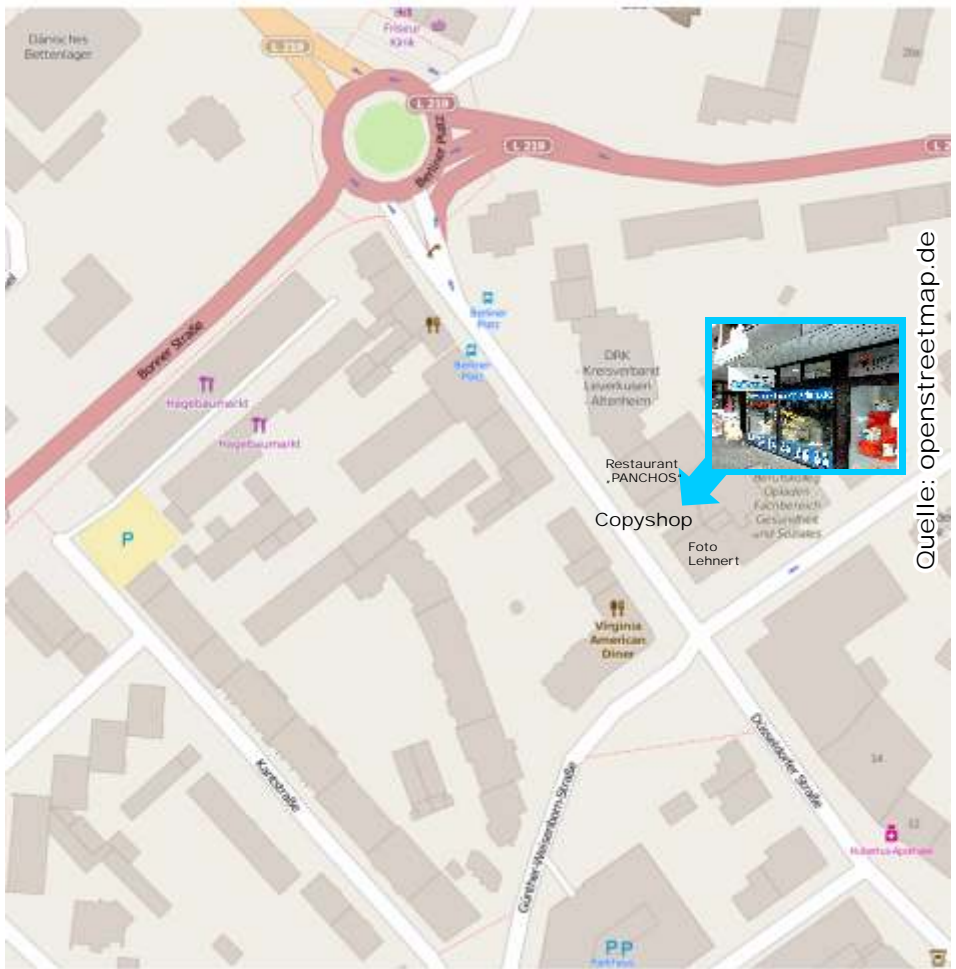 Dänisches
Bettenlager
L 219
Friseur
Kink
L 219
Berliner Platz
L 219
Berliner
Platz
Berliner
Platz
Bonner Straße
Hagebaumarkt
Hagebaumarkt
DRK
Kreisverband
Leverkusen
Altenheim
Restaurant
„PANCHOS“
Copyshop
Berufskolleg
Opladen
Fachbereich
Gesundheit
und Soziales
Foto
Lehnert
Quelle: openstreetmap.de
P
Virginia
American
Diner
Kantstraße
Günther-Weisenborn-Straße
Düsseldorfer Straße
14
12
Hubertus-Apotheke
PP
Parkhaus